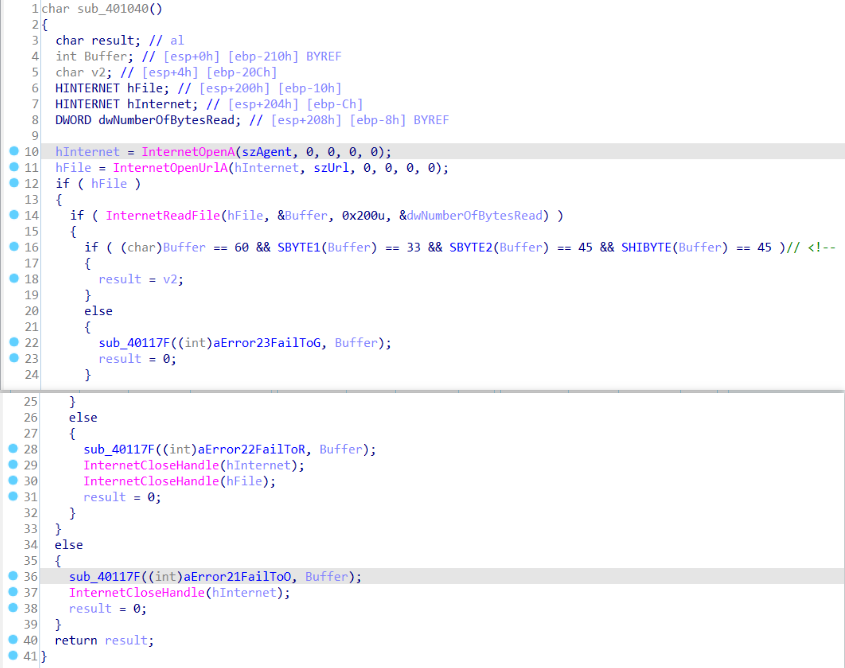 1 char sub_401040()
2 {
3 char result; // al
4 int Buffer; // [esp+0h] [ebp-210h] BYREF
5 char v2; // [esp+4h] [ebp-20Ch]
6 HINTERNET hFile; // [esp+200h] [ebp-10h]
7 HINTERNET hInternet; // [esp+204h] [ebp-Ch]
8 DWORD dwNumberOfBytesRead; // [esp+208h] [ebp-8h] BYREF
9
10 hInternet = InternetOpenA(szAgent, 0, 0, 0, 0);
11 hFile = InternetOpenUrlA(hInternet, szUrl, 0, 0, 0, 0);
12 if ( hFile )
13 {
14 if ( InternetReadFile(hFile, &Buffer, 0x200u, &dwNumberOfBytesRead) )
15 {
16 if ( (char)Buffer == 60 && SBYTE1(Buffer) == 33 && SBYTE2(Buffer) == 45 && SHIBYTE(Buffer) == 45 )// <!--
17 {
18 result = v2;
19 }
20 else
21 {
22 sub_40117F((int)aError23FailToG, Buffer);
23 result = 0;
24 }
25 }
26 else
27 {
28 sub_40117F((int)aError22FailToR, Buffer);
29 InternetCloseHandle(hInternet);
30 InternetCloseHandle(hFile);
31 result = 0;
32 }
33 }
34 else
35 {
36 sub_40117F((int)aError21FailToO, Buffer);
37 InternetCloseHandle(hInternet);
38 result = 0;
39 }
40 return result;
41 }